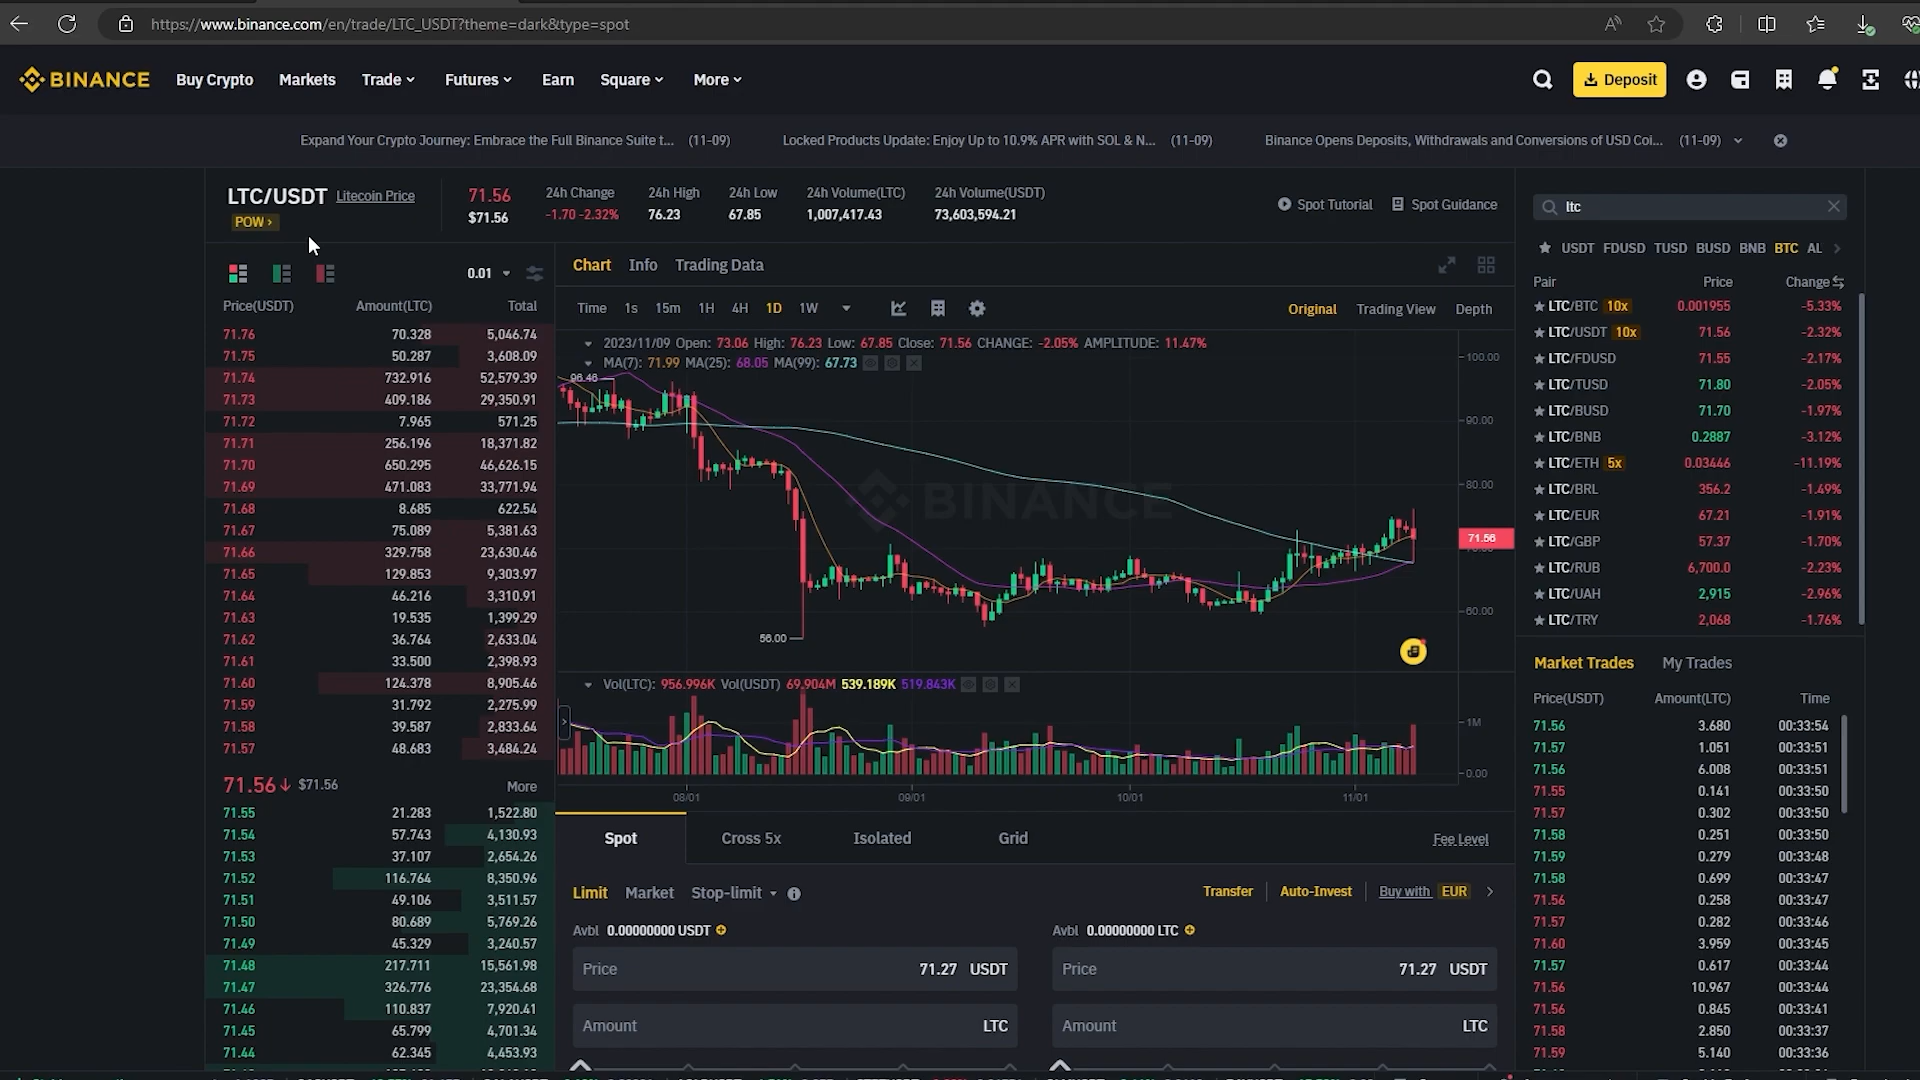 https://www.binance.com/en/trade/LTC_USDT?theme=dark&type=spot
BINANCE Buy Crypto Markets Trade Futures Earn Square More Deposit
Expand Your Crypto Journey: Embrace the Full Binance Suite t... (11-09) Locked Products Update: Enjoy Up to 10.9% APR with SOL & N... (11-09) Binance Opens Deposits, Withdrawals and Conversions of USD Coi... (11-09)
LTC/USDT Litecoin Price
POW ›
71.56
$71.56
24h Change
-1.70 -2.32%
24h High
76.23
24h Low
67.85
24h Volume(LTC)
1,007,417.43
24h Volume(USDT)
73,603,594.21
Spot Tutorial Spot Guidance
0.01
Price(USDT) Amount(LTC) Total
71.76 70.328 5,046.74
71.75 50.287 3,608.09
71.74 732.916 52,579.39
71.73 409.186 29,350.91
71.72 7.965 571.25
71.71 256.196 18,371.82
71.70 650.295 46,626.15
71.69 471.083 33,771.94
71.68 8.685 622.54
71.67 75.089 5,381.63
71.66 329.758 23,630.46
71.65 129.853 9,303.97
71.64 46.216 3,310.91
71.63 19.535 1,399.29
71.62 36.764 2,633.04
71.61 33.500 2,398.93
71.60 124.378 8,905.46
71.59 31.792 2,275.99
71.58 39.587 2,833.64
71.57 48.683 3,484.24
71.56↓ $71.56 More
71.55 21.283 1,522.80
71.54 57.743 4,130.93
71.53 37.107 2,654.26
71.52 116.764 8,350.96
71.51 49.106 3,511.57
71.50 80.689 5,769.26
71.49 45.329 3,240.57
71.48 217.711 15,561.98
71.47 326.776 23,354.68
71.46 110.837 7,920.41
71.45 65.799 4,701.34
71.44 62.345 4,453.93
Chart Info Trading Data
Time 1s 15m 1H 4H 1D 1W Original Trading View Depth
2023/11/09 Open: 73.06 High: 76.23 Low: 67.85 Close: 71.56 CHANGE: -2.05% AMPLITUDE: 11.47%
MA(7): 71.99 MA(25): 68.05 MA(99): 67.73
100.00
96.46
90.00
80.00
BINANCE
71.56
60.00
56.00
Vol(LTC): 956.996K Vol(USDT) 69.904M 539.189K 519.843K
1M
0.00
08/01 09/01 10/01 11/01
Spot Cross 5x Isolated Grid Fee Level
Limit Market Stop-limit Transfer Auto-Invest Buy with EUR
Avbl 0.00000000 USDT Avbl 0.00000000 LTC
Price 71.27 USDT Price 71.27 USDT
Amount LTC Amount LTC
ltc
USDT FDUSD TUSD BUSD BNB BTC AL
Pair Price Change
LTC/BTC 10x 0.001955 -5.33%
LTC/USDT 10x 71.56 -2.32%
LTC/FDUSD 71.55 -2.17%
LTC/TUSD 71.80 -2.05%
LTC/BUSD 71.70 -1.97%
LTC/BNB 0.2887 -3.12%
LTC/ETH 5x 0.03446 -11.19%
LTC/BRL 356.2 -1.49%
LTC/EUR 67.21 -1.91%
LTC/GBP 57.37 -1.70%
LTC/RUB 6,700.0 -2.23%
LTC/UAH 2,915 -2.96%
LTC/TRY 2,068 -1.76%
Market Trades My Trades
Price(USDT) Amount(LTC) Time
71.56 3.680 00:33:54
71.57 1.051 00:33:51
71.56 6.008 00:33:51
71.55 0.141 00:33:50
71.57 0.302 00:33:50
71.58 0.251 00:33:50
71.59 0.279 00:33:48
71.58 0.699 00:33:47
71.56 0.258 00:33:47
71.57 0.282 00:33:46
71.60 3.959 00:33:45
71.57 0.617 00:33:44
71.56 10.967 00:33:44
71.56 0.845 00:33:41
71.58 2.850 00:33:37
71.59 5.140 00:33:36